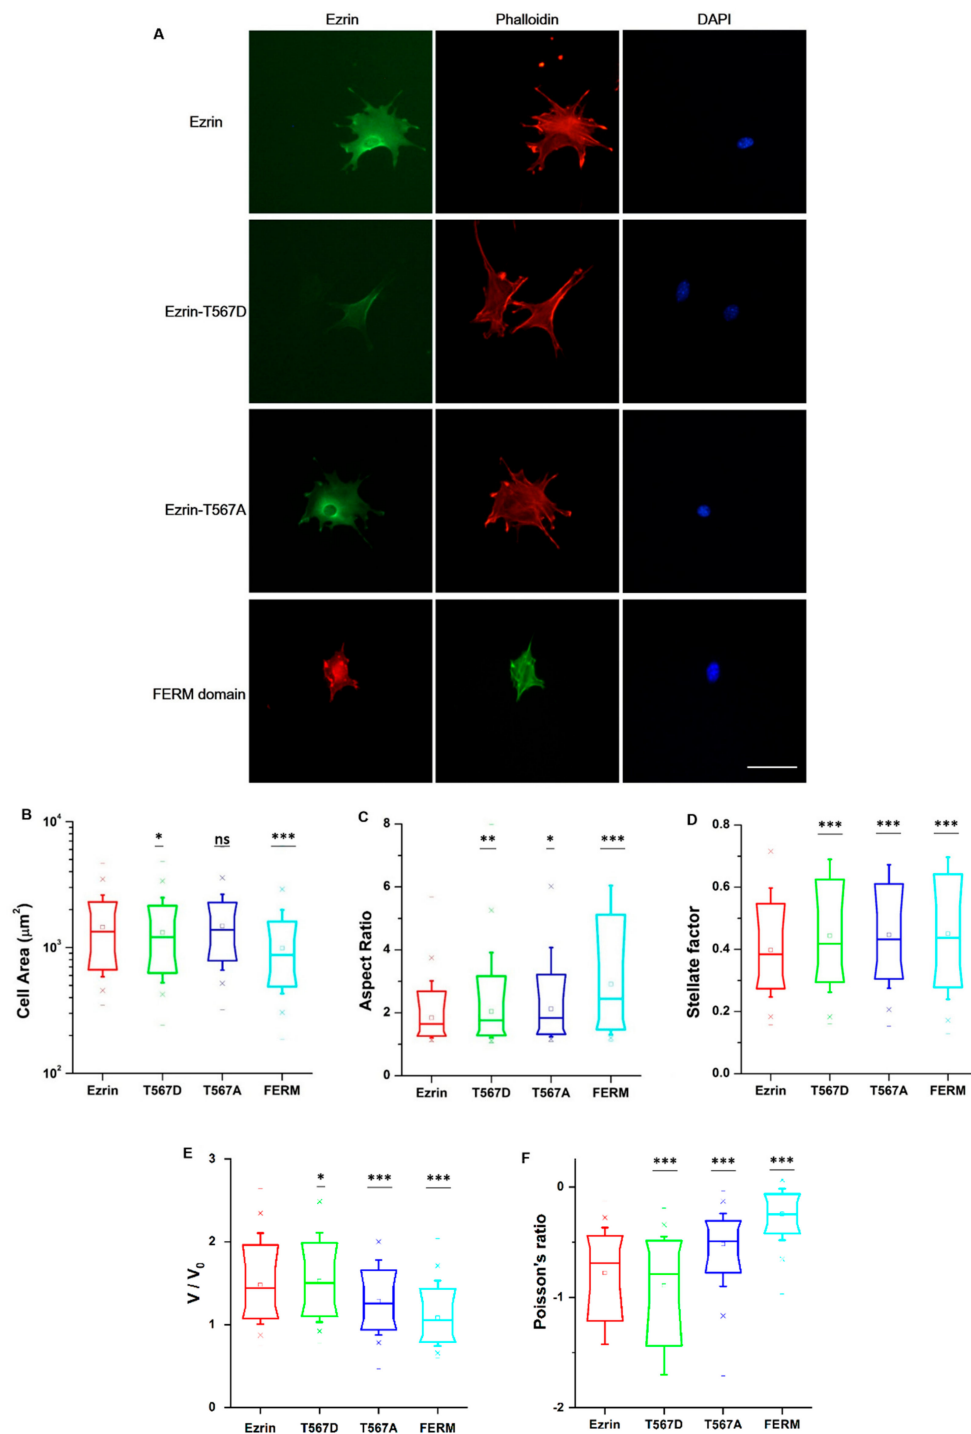 Ezrin Phalloidin DAPI
A
Ezrin
Ezrin-T567D
Ezrin-T567A
FERM domain
B
Cell Area (μm²)
10⁴
10³
10²
* ns ***
Ezrin T567D T567A FERM
C
Aspect Ratio
8
6
4
2
0
** * ***
Ezrin T567D T567A FERM
D
Stellate factor
0.8
0.6
0.4
0.2
0.0
*** *** ***
Ezrin T567D T567A FERM
E
V / V₀
3
2
1
0
* *** ***
Ezrin T567D T567A FERM
F
Poisson's ratio
0
-1
-2
*** *** ***
Ezrin T567D T567A FERM